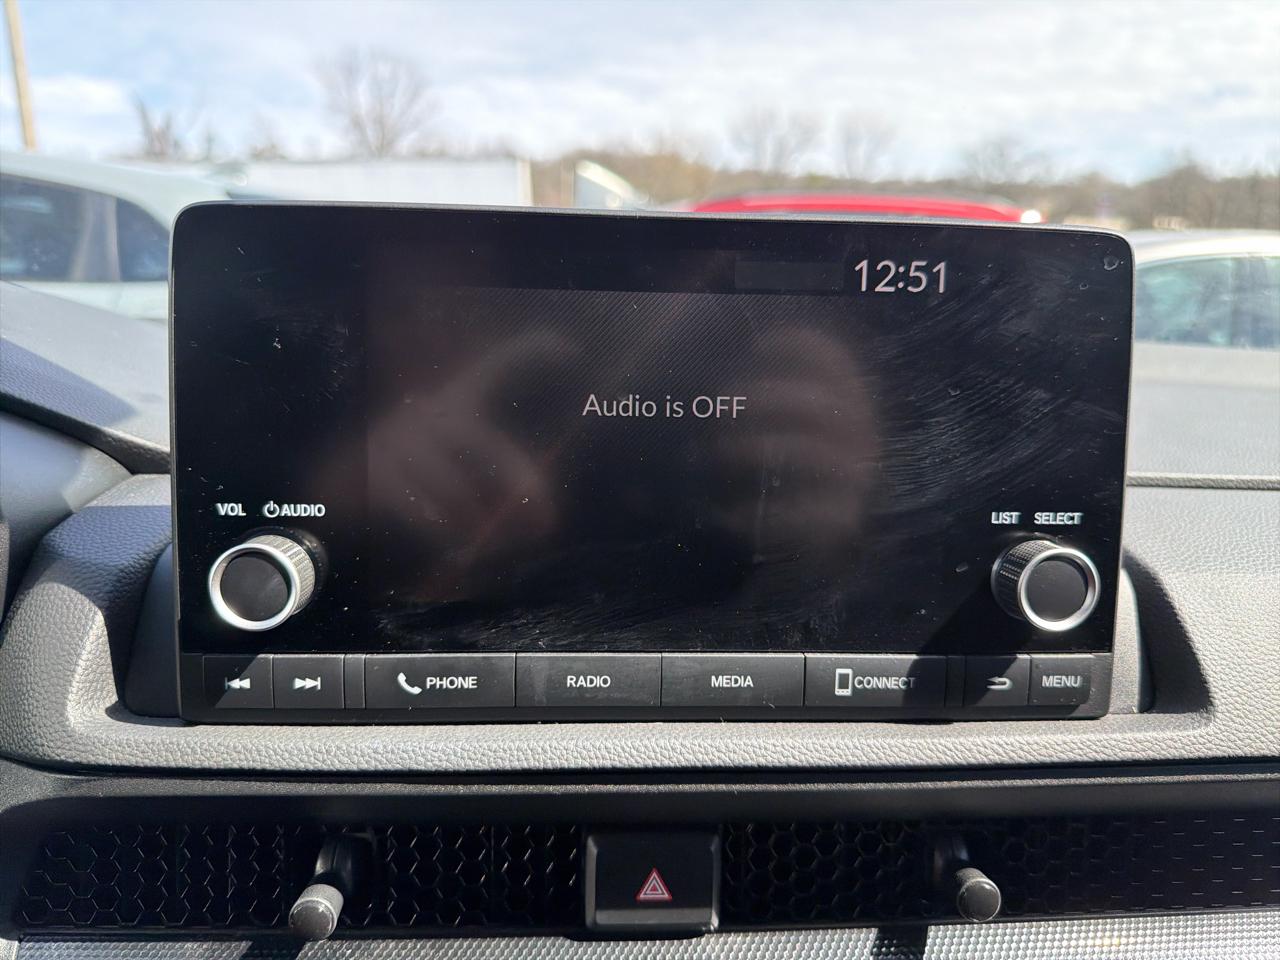 12:51
Audio is OFF
VOL AUDIO
LIST SELECT
PHONE
RADIO
MEDIA
CONNECT
MENU